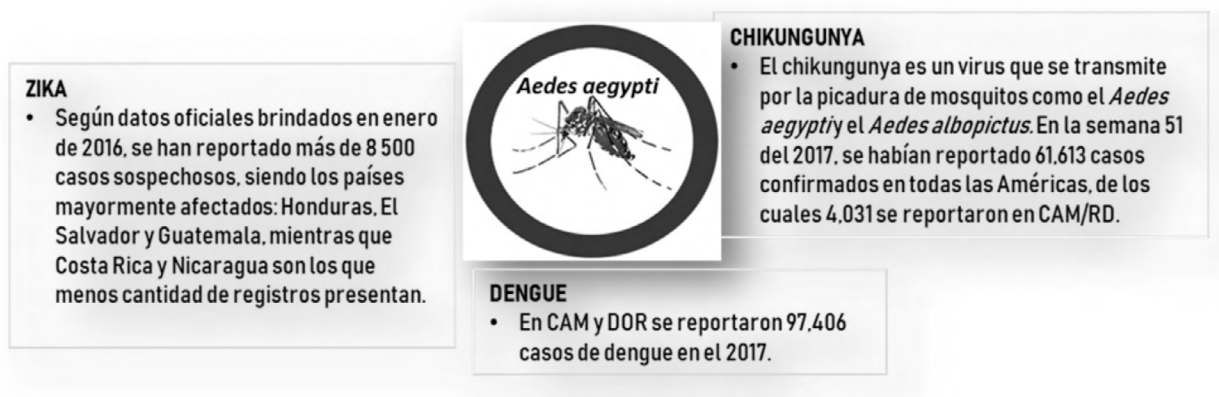 ZIKA
• Según datos oficiales brindados en enero
de 2016, se han reportado más de 8 500
casos sospechosos, siendo los países
mayormente afectados: Honduras, El
Salvador y Guatemala, mientras que
Costa Rica y Nicaragua son los que
menos cantidad de registros presentan.
Aedes aegypti
CHIKUNGUNYA
• El chikungunya es un virus que se transmite
por la picadura de mosquitos como el Aedes
aegyptiy el Aedes albopictus. En la semana 51
del 2017, se habían reportado 61,613 casos
confirmados en todas las Américas, de los
cuales 4,031 se reportaron en CAM/RD.
DENGUE
• En CAM y DOR se reportaron 97,406
casos de dengue en el 2017.